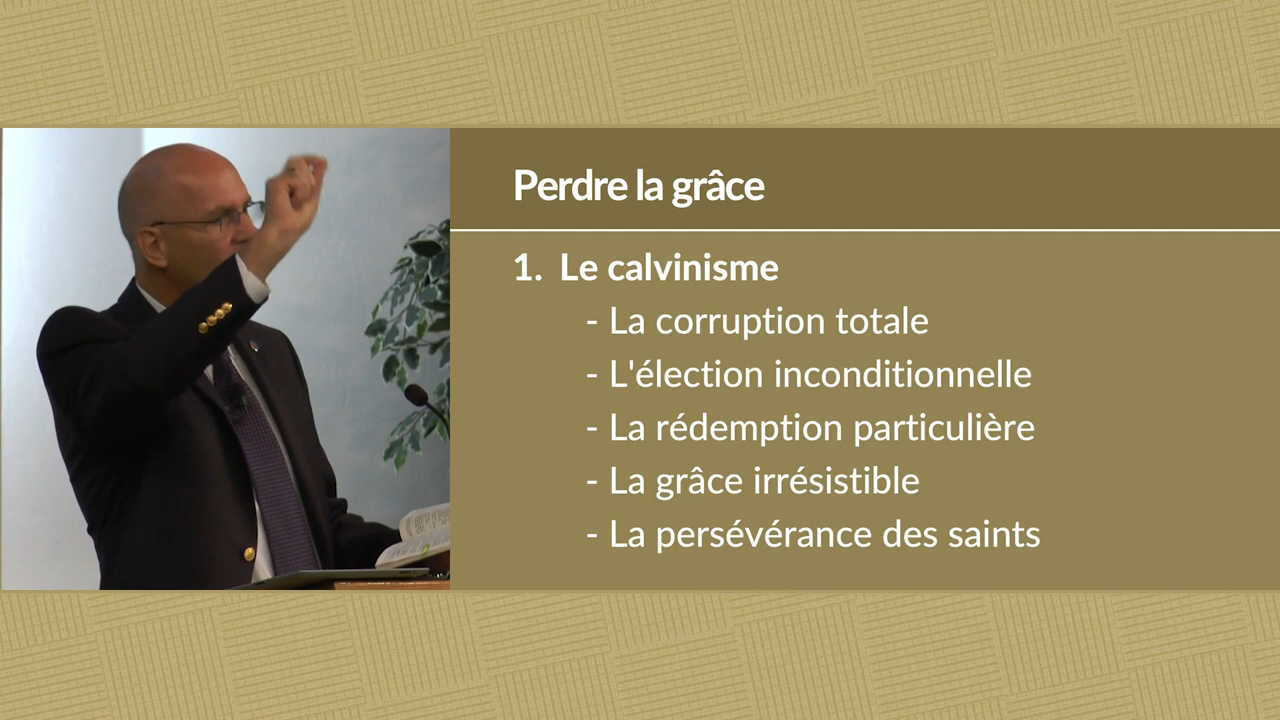 Perdre la grâce
1. Le calvinisme
- La corruption totale
- L'élection inconditionnelle
- La rédemption particulière
- La grâce irrésistible
- La persévérance des saints